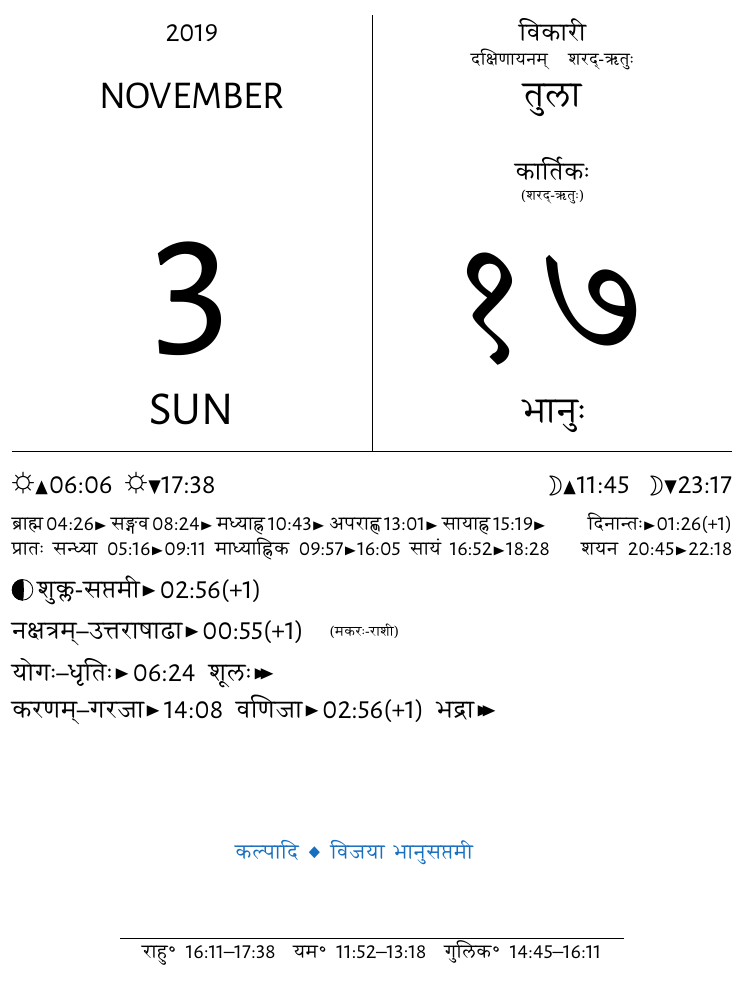 2019
NOVEMBER
3
SUN
विकारी
दक्षिणायनम् शरद्-ऋतुः
तुला
कार्तिकः
(शरद्-ऋतुः)
१७
भानुः
☼▲06:06 ☼▼17:38 ☽▲11:45 ☽▼23:17
ब्राह्म 04:26► सङ्गव 08:24► मध्याह्न 10:43► अपराह्ण 13:01► सायाह्न 15:19► दिनान्तः►01:26(+1)
प्रातः सन्ध्या 05:16►09:11 माध्याह्निक 09:57►16:05 सायं 16:52►18:28 शयन 20:45►22:18
शुक्ल-सप्तमी►02:56(+1)
नक्षत्रम्–उत्तराषाढा►00:55(+1) (मकरः-राशी)
योगः–धृतिः►06:24 शूलः►►
करणम्–गरजा►14:08 वणिजा►02:56(+1) भद्रा►►
कल्पादि ◆ विजया भानुसप्तमी
राहु° 16:11–17:38 यम° 11:52–13:18 गुलिक° 14:45–16:11